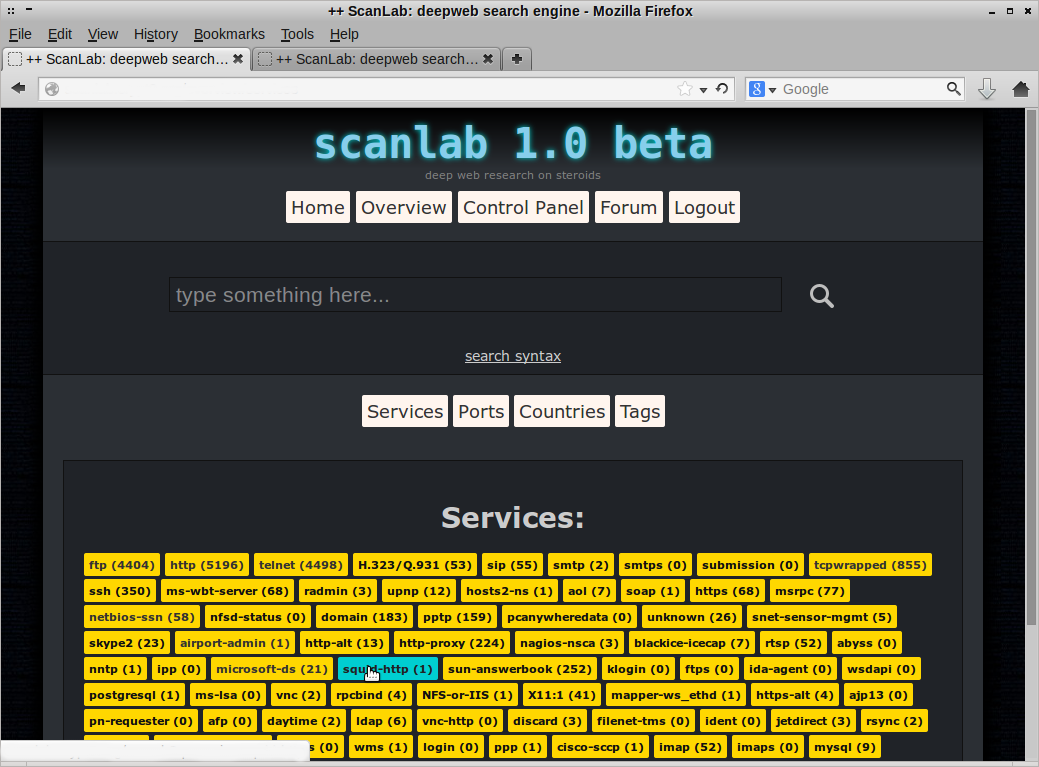 ++ ScanLab: deepweb search engine - Mozilla Firefox
File Edit View History Bookmarks Tools Help
++ ScanLab: deepweb search… ++ ScanLab: deepweb search…
8 Google
scanlab 1.0 beta
deep web research on steroids
Home Overview Control Panel Forum Logout
type something here...
search syntax
Services Ports Countries Tags
Services:
ftp (4404) http (5196) telnet (4498) H.323/Q.931 (53) sip (55) smtp (2) smtps (0) submission (0) tcpwrapped (855)
ssh (350) ms-wbt-server (68) radmin (3) upnp (12) hosts2-ns (1) aol (7) soap (1) https (68) msrpc (77)
netbios-ssn (58) nfsd-status (0) domain (183) pptp (159) pcanywheredata (0) unknown (26) snet-sensor-mgmt (5)
skype2 (23) airport-admin (1) http-alt (13) http-proxy (224) nagios-nsca (3) blackice-icecap (7) rtsp (52) abyss (0)
nntp (1) ipp (0) microsoft-ds (21) squid-http (1) sun-answerbook (252) klogin (0) ftps (0) ida-agent (0) wsdapi (0)
postgresql (1) ms-lsa (0) vnc (2) rpcbind (4) NFS-or-IIS (1) X11:1 (41) mapper-ws_ethd (1) https-alt (4) ajp13 (0)
pn-requester (0) afp (0) daytime (2) ldap (6) vnc-http (0) discard (3) filenet-tms (0) ident (0) jetdirect (3) rsync (2)
(0) wms (1) login (0) ppp (1) cisco-sccp (1) imap (52) imaps (0) mysql (9)